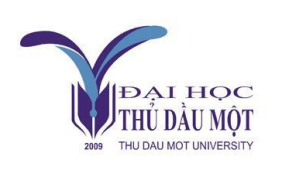 ĐẠI HỌC
THỦ DẦU MỘT
2009
THU DAU MOT UNIVERSITY